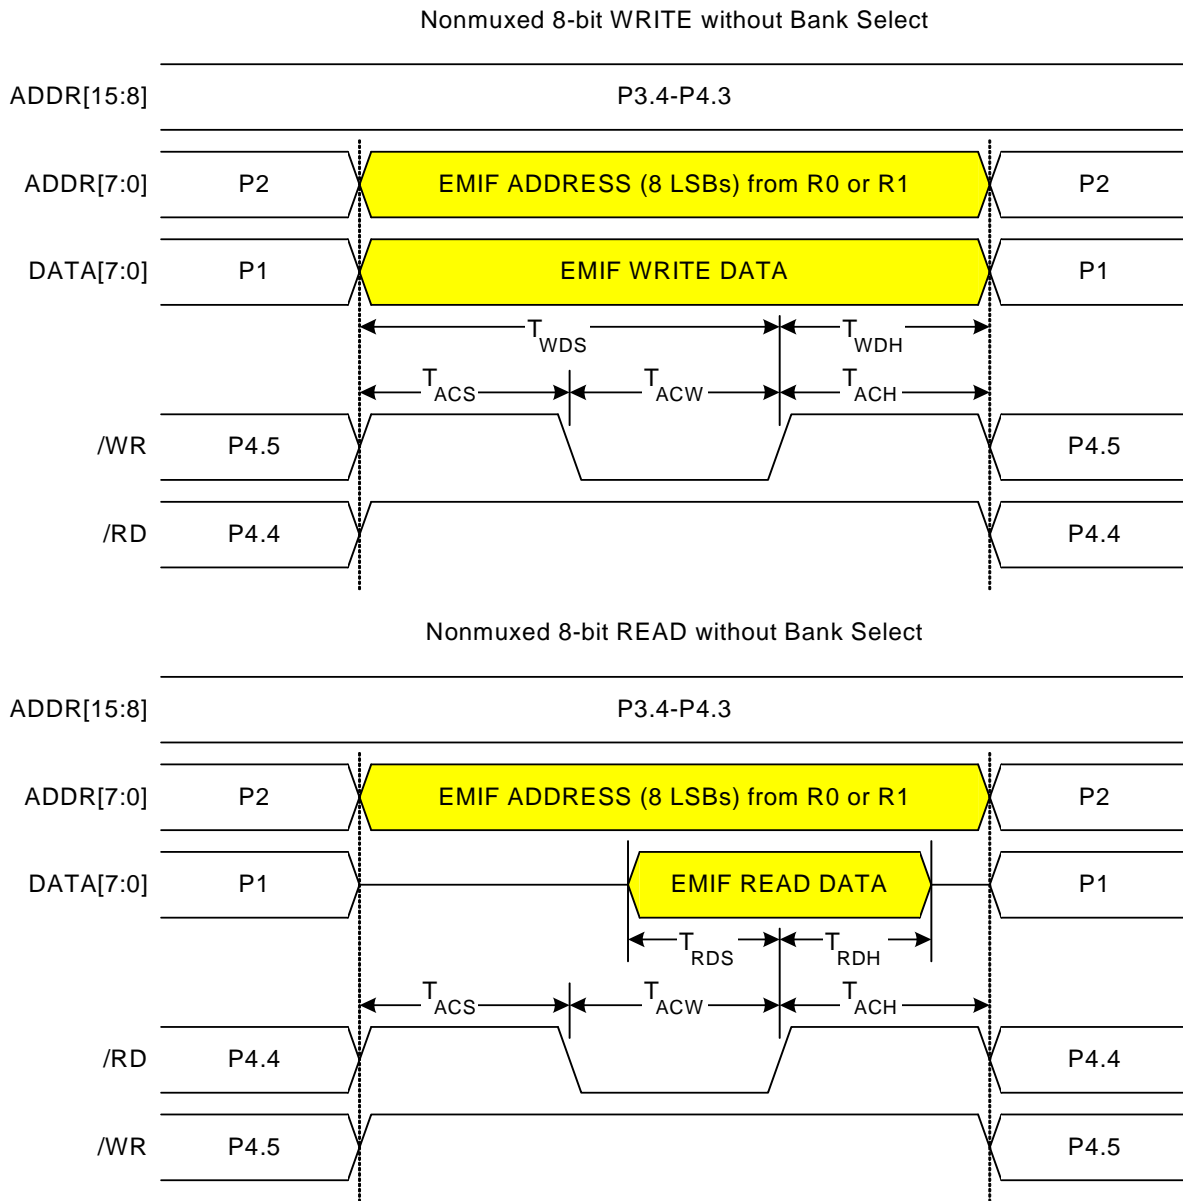 Nonmuxed 8-bit WRITE without Bank Select
ADDR[15:8] P3.4-P4.3
ADDR[7:0] P2 EMIF ADDRESS (8 LSBs) from R0 or R1 P2
DATA[7:0] P1 EMIF WRITE DATA P1
TWDS TWDH
TACS TACW TACH
/WR P4.5 P4.5
/RD P4.4 P4.4
Nonmuxed 8-bit READ without Bank Select
ADDR[15:8] P3.4-P4.3
ADDR[7:0] P2 EMIF ADDRESS (8 LSBs) from R0 or R1 P2
DATA[7:0] P1 EMIF READ DATA P1
TRDS TRDH
TACS TACW TACH
/RD P4.4 P4.4
/WR P4.5 P4.5